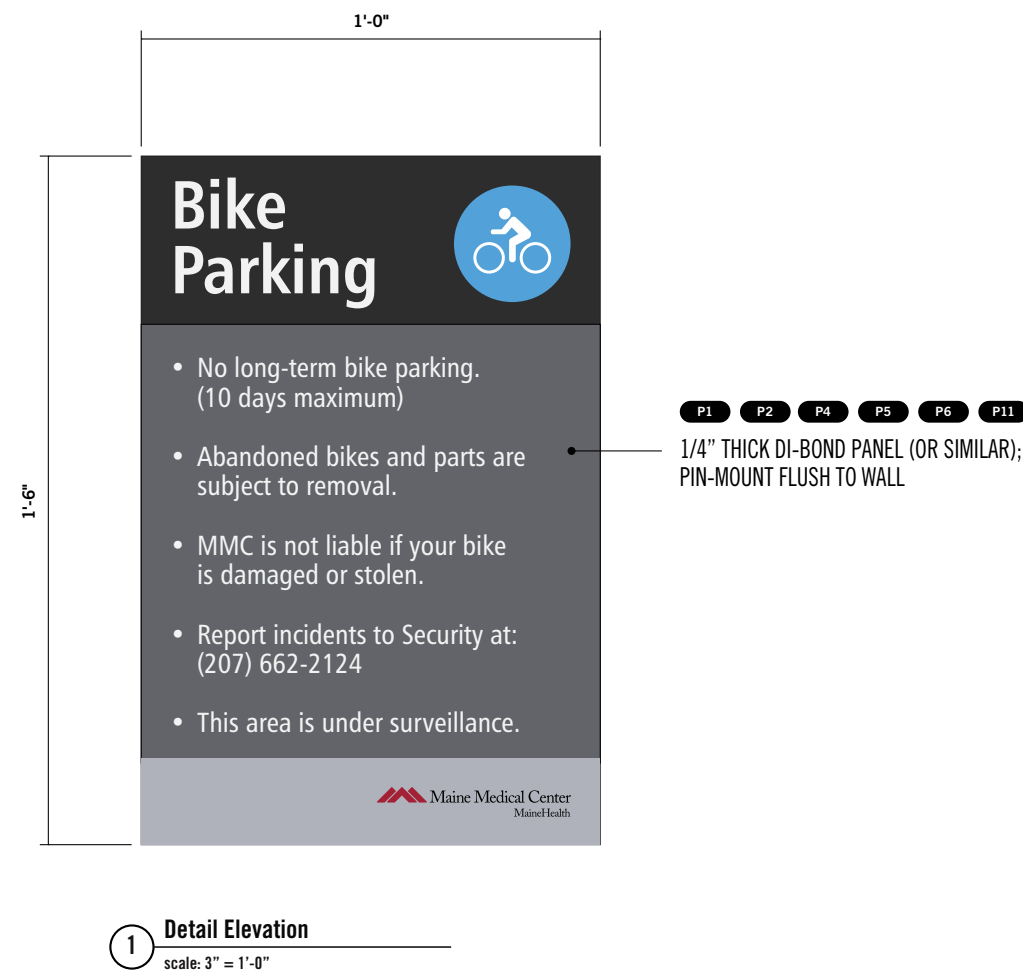 1'-0"
Bike
Parking
• No long-term bike parking.
(10 days maximum)
• Abandoned bikes and parts are
subject to removal.
• MMC is not liable if your bike
is damaged or stolen.
• Report incidents to Security at:
(207) 662-2124
• This area is under surveillance.
Maine Medical Center
MaineHealth
1'-6"
P1 P2 P4 P5 P6 P11
1/4” THICK DI-BOND PANEL (OR SIMILAR);
PIN-MOUNT FLUSH TO WALL
1 Detail Elevation
scale: 3” = 1’-0”